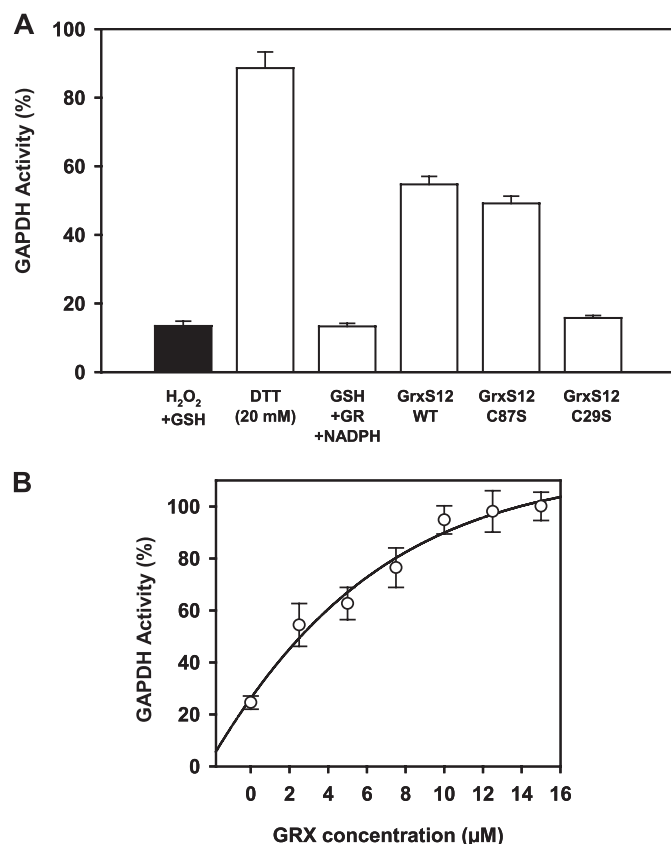 A
GAPDH Activity (%)
100
80
60
40
20
0
H₂O₂
+GSH
DTT
(20 mM)
GSH
+GR
+NADPH
GrxS12
WT
GrxS12
C87S
GrxS12
C29S
B
GAPDH Activity (%)
100
80
60
40
20
0
0 2 4 6 8 10 12 14 16
GRX concentration (µM)